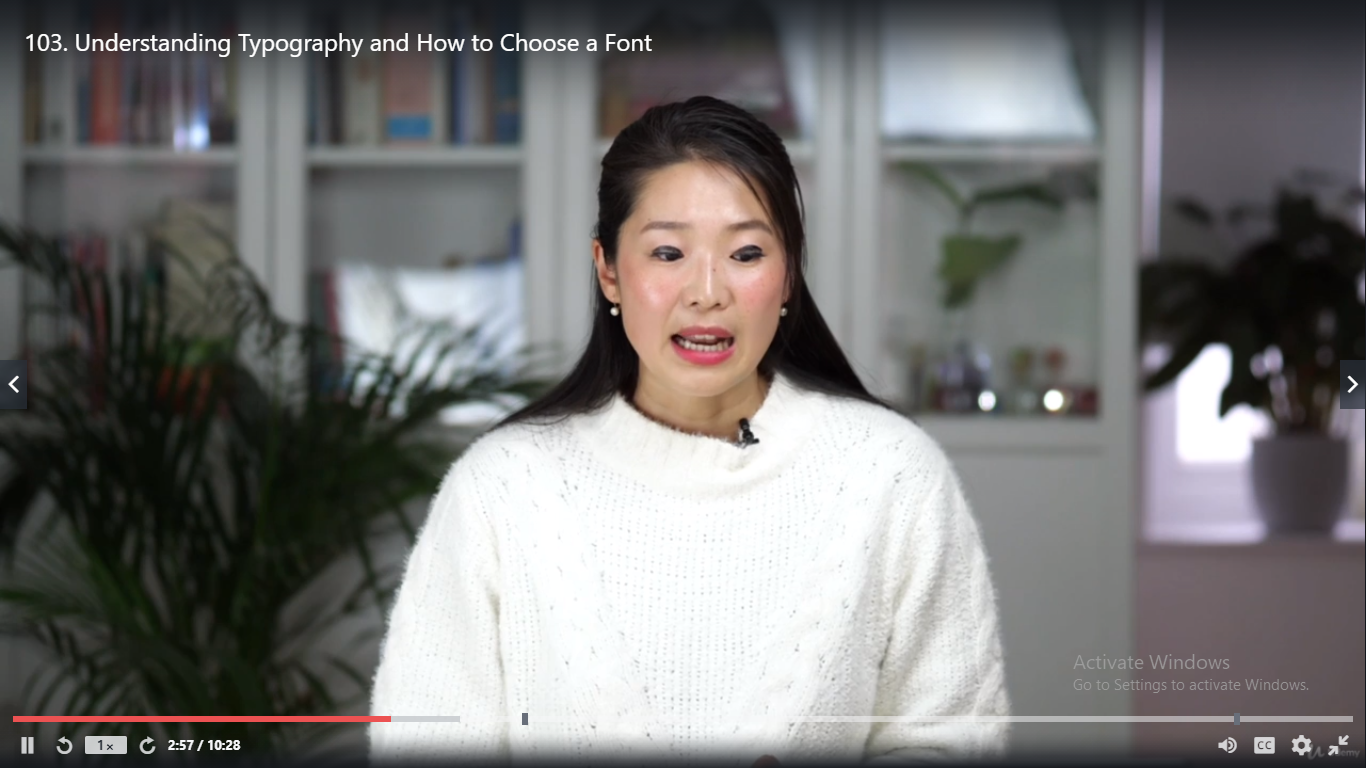 103. Understanding Typography and How to Choose a Font
Activate Windows
Go to Settings to activate Windows.
1×
2:57 / 10:28
CC